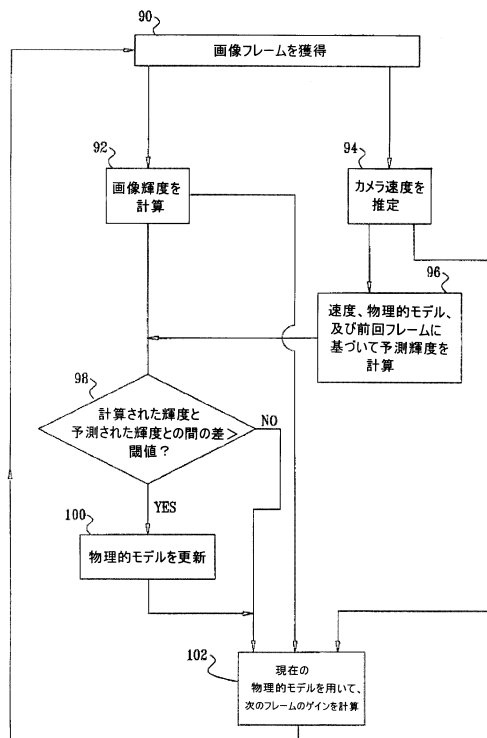 90
画像フレームを獲得
92
画像輝度を
計算
94
カメラ速度を
推定
96
速度、物理的モデル、
及び前回フレームに
基づいて予測輝度を
計算
98
計算された輝度と
予測された輝度との間の差＞
閾値？
NO
YES
100
物理的モデルを更新
102
現在の
物理的モデルを用いて、
次のフレームのゲインを計算